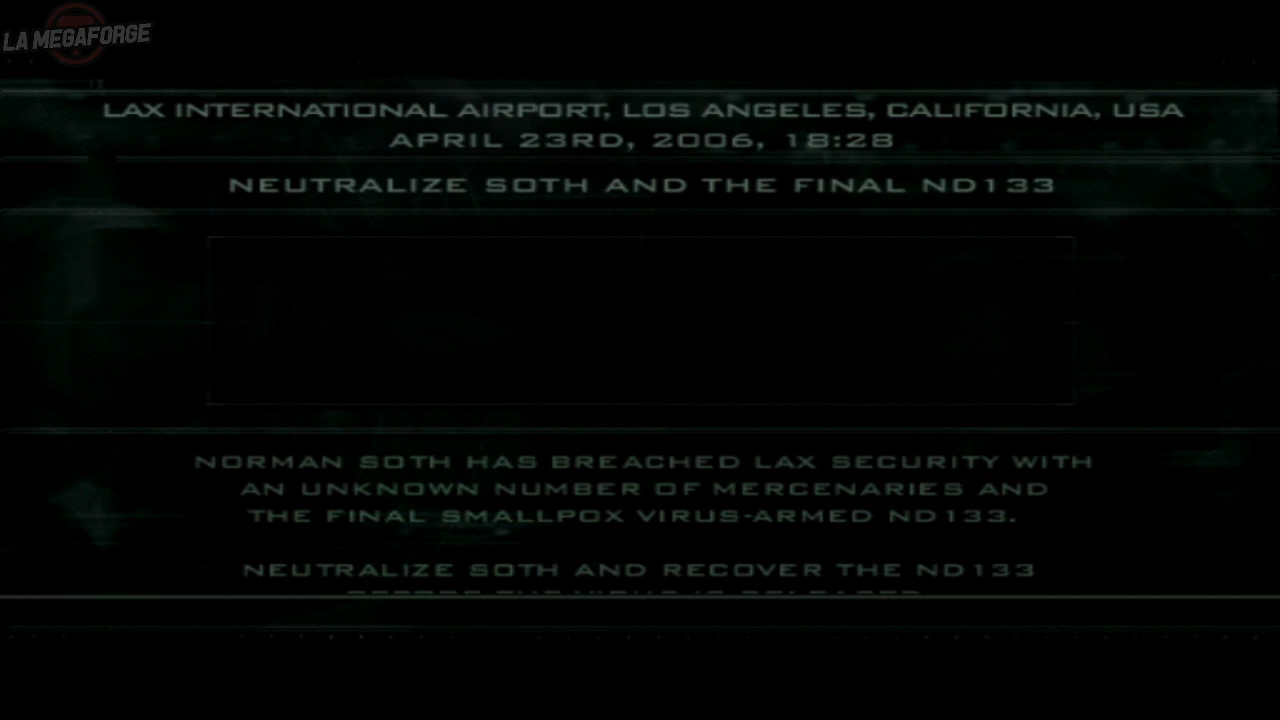 LA MEGAFORGE
LAX INTERNATIONAL AIRPORT, LOS ANGELES, CALIFORNIA, USA
APRIL 23RD, 2006, 18:28
NEUTRALIZE SOTH AND THE FINAL ND133
NORMAN SOTH HAS BREACHED LAX SECURITY WITH
AN UNKNOWN NUMBER OF MERCENARIES AND
THE FINAL SMALLPOX VIRUS-ARMED ND133.
NEUTRALIZE SOTH AND RECOVER THE ND133